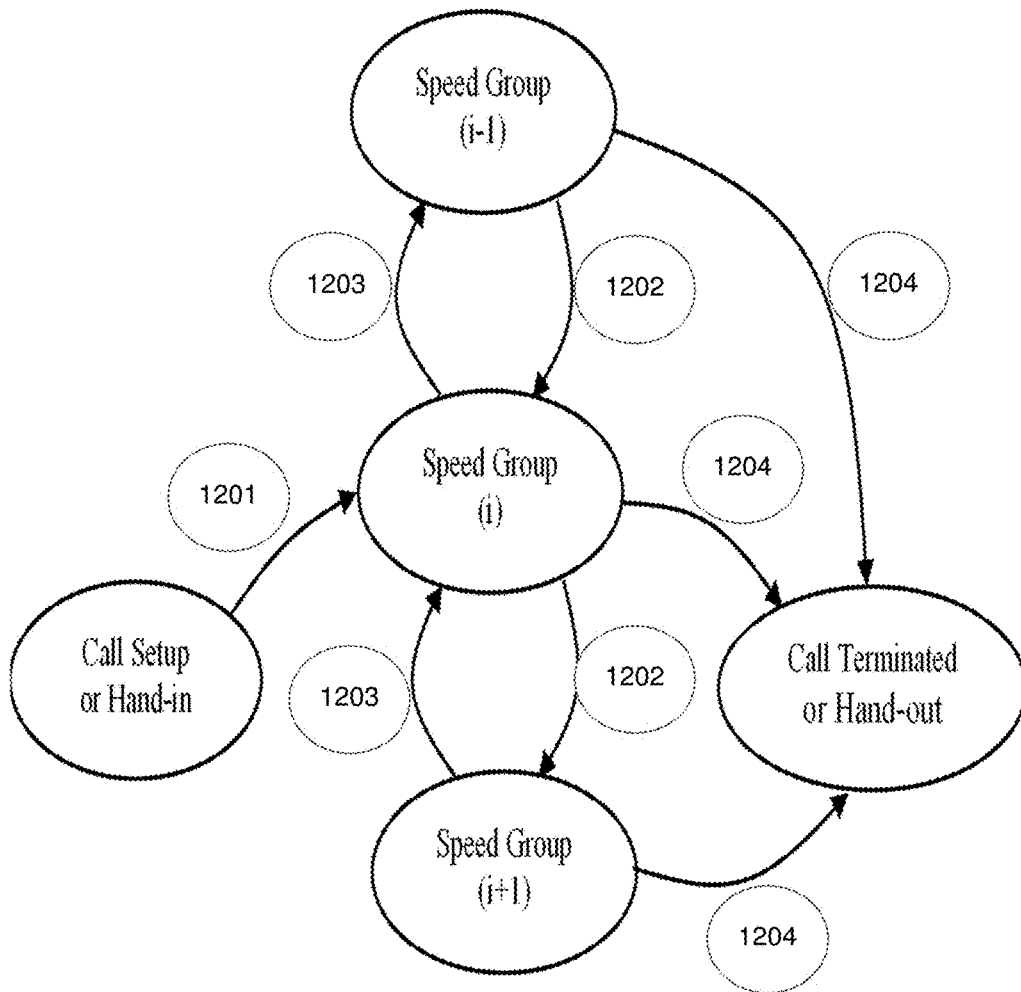 Speed Group
(i-1)
1203
1202
1204
Speed Group
(i)
1204
1201
Call Setup
or Hand-in
1203
1202
Call Terminated
or Hand-out
Speed Group
(i+1)
1204